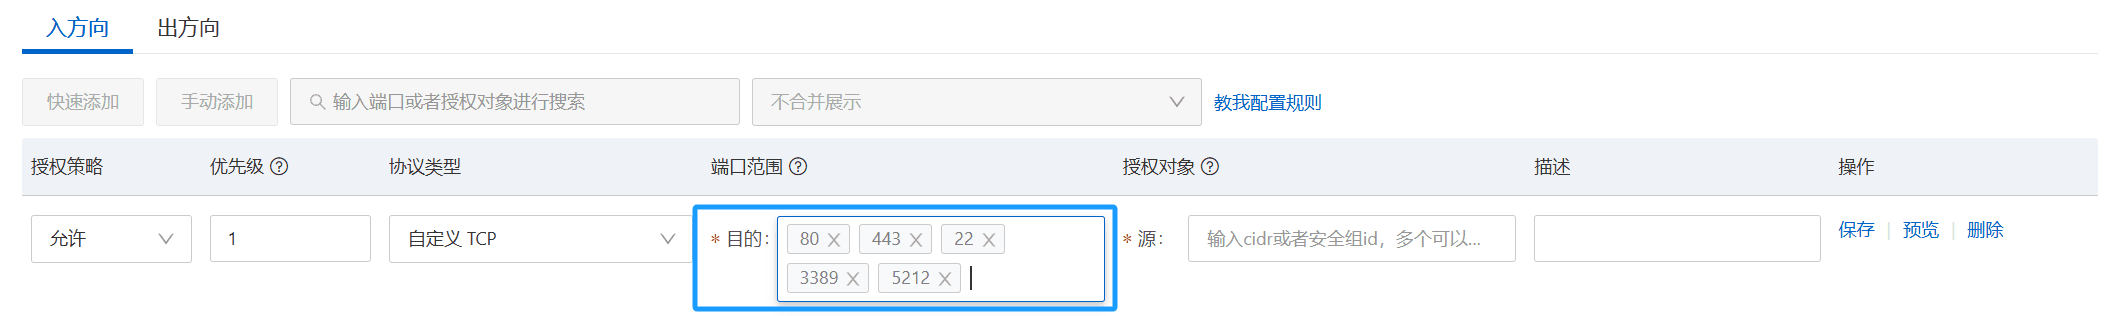 入方向 出方向
快速添加 手动添加 输入端口或者授权对象进行搜索 不合并展示 教我配置规则
授权策略 优先级 ? 协议类型 端口范围 ? 授权对象 ? 描述 操作
允许 1 自定义 TCP * 目的: 80 X 443 X 22 X * 源: 输入cidr或者安全组id，多个可以... 保存 | 预览 | 删除
3389 X 5212 X